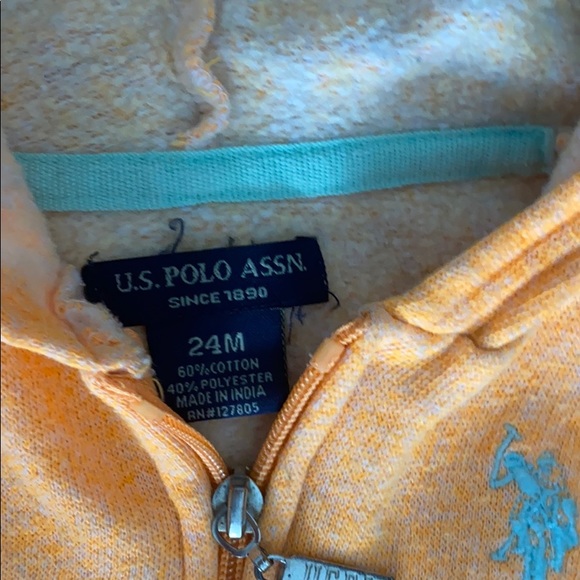 U.S. POLO ASSN.
SINCE 1890
24M
60% COTTON
40% POLYESTER
MADE IN INDIA
RN#127805